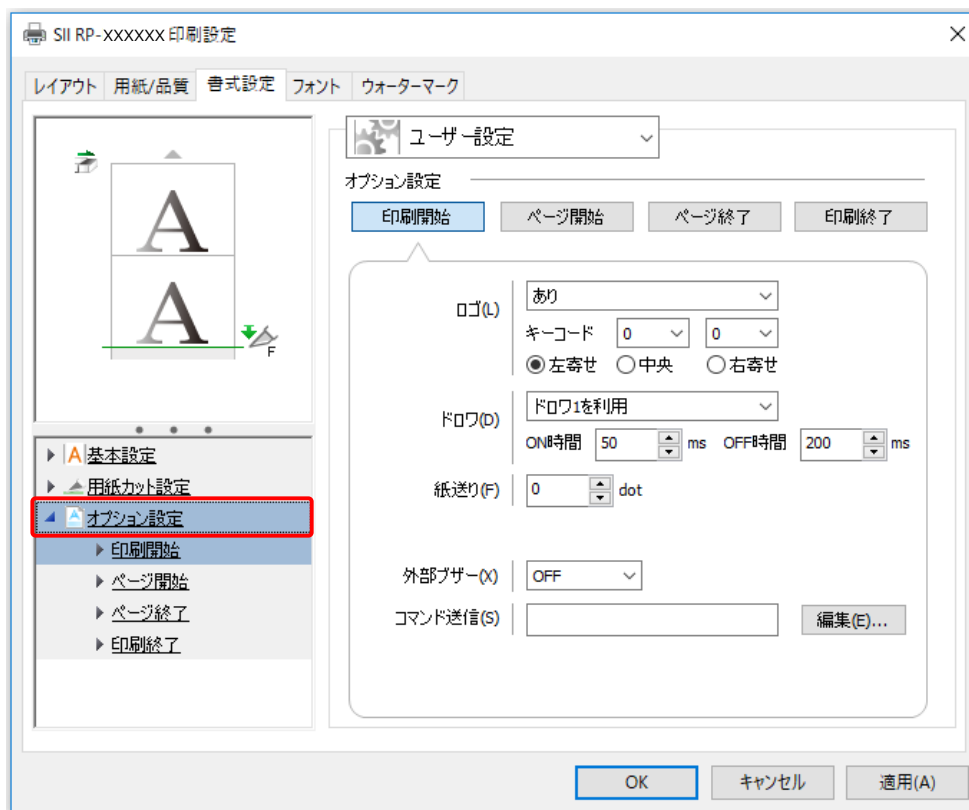 SII RP-XXXXXX 印刷設定
レイアウト 用紙/品質 書式設定 フォント ウォーターマーク
A
A
F
A 基本設定
用紙カット設定
オプション設定
印刷開始
ページ開始
ページ終了
印刷終了
ユーザー設定
オプション設定
印刷開始 ページ開始 ページ終了 印刷終了
ロゴ(L) あり
キーコード 0 0
左寄せ 中央 右寄せ
ドロワ(D) ドロワ1を利用
ON時間 50 ms OFF時間 200 ms
紙送り(F) 0 dot
外部ブザー(X) OFF
コマンド送信(S) 編集(E)...
OK キャンセル 適用(A)